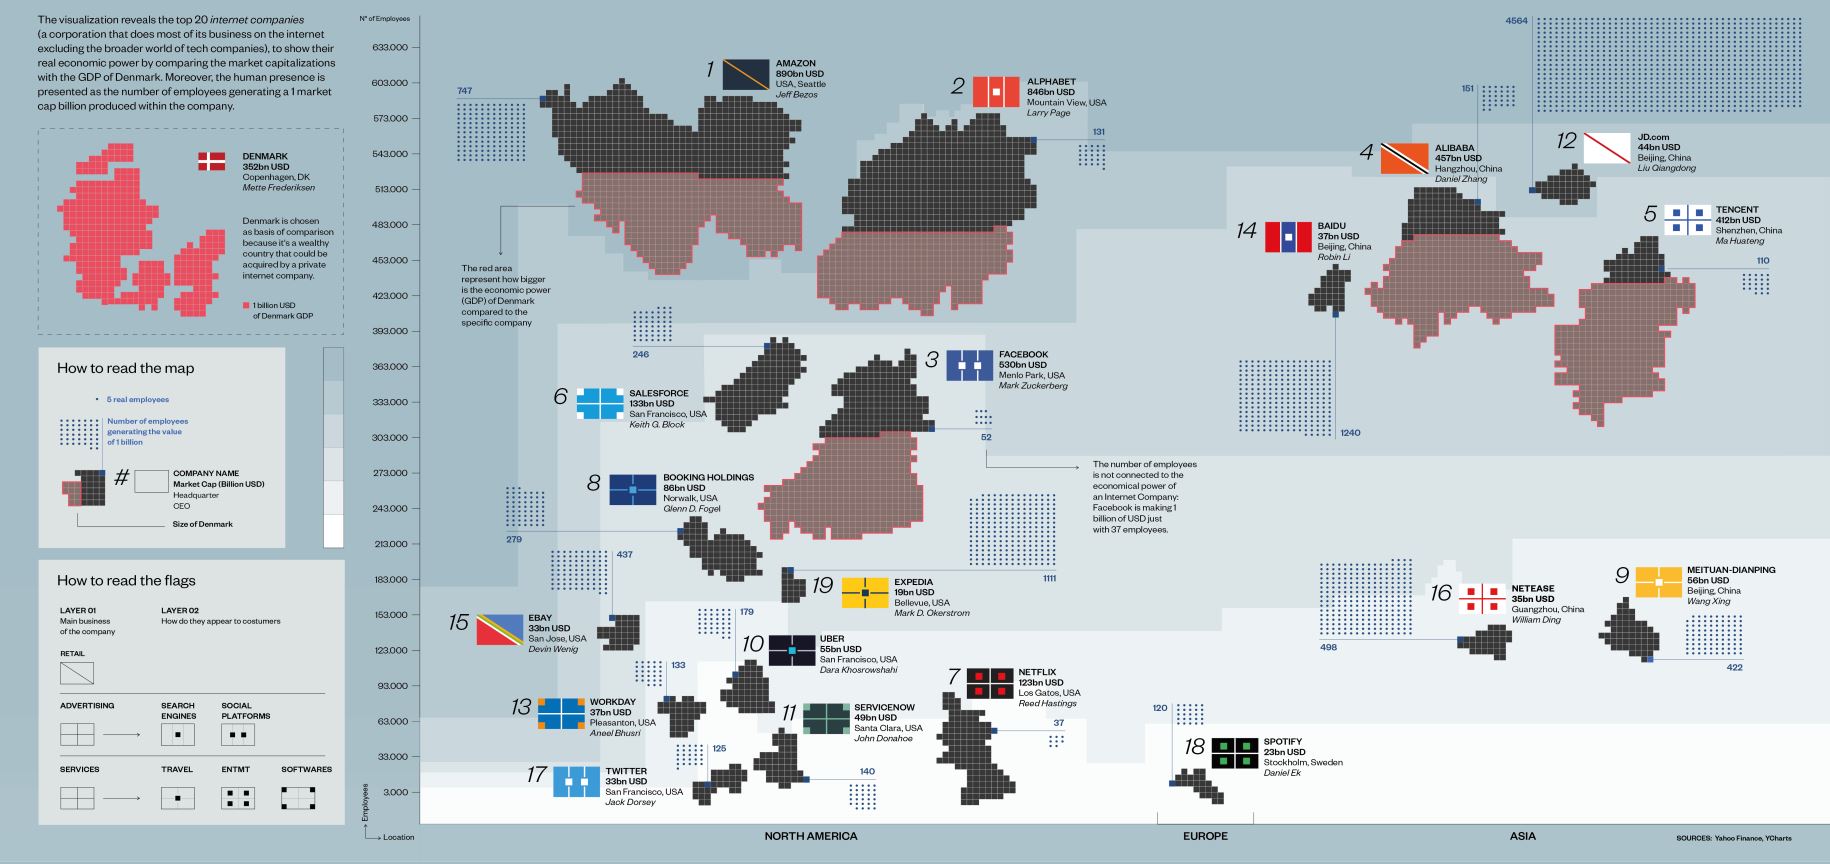 The visualization reveals the top 20 internet companies
(a corporation that does most of its business on the internet
excluding the broader world of tech companies), to show their
real economic power by comparing the market capitalizations
with the GDP of Denmark. Moreover, the human presence is
presented as the number of employees generating a 1 market
cap billion produced within the company.
DENMARK
352bn USD
Copenhagen, DK
Mette Frederiksen
Denmark is chosen
as basis of comparison
because it's a wealthy
country that could be
acquired by a private
internet company.
1 billion USD
of Denmark GDP
How to read the map
5 real employees
Number of employees
generating the value
of 1 billion
#
COMPANY NAME
Market Cap (Billion USD)
Headquarter
CEO
Size of Denmark
How to read the flags
LAYER 01
Main business
of the company
LAYER 02
How do they appear to costumers
RETAIL
ADVERTISING
SEARCH
ENGINES
SOCIAL
PLATFORMS
SERVICES
TRAVEL
ENTMT
SOFTWARES
N° of Employees
633.000
603.000
573.000
543.000
513.000
483.000
453.000
423.000
393.000
363.000
333.000
303.000
273.000
243.000
213.000
183.000
153.000
123.000
93.000
63.000
33.000
3.000
Employees
Location
747
1
AMAZON
890bn USD
USA, Seattle
Jeff Bezos
2
ALPHABET
846bn USD
Mountain View, USA
Larry Page
131
The red area
represent how bigger
is the economic power
(GDP) of Denmark
compared to the
specific company
4564
151
4
ALIBABA
457bn USD
Hangzhou, China
Daniel Zhang
12
JD.com
44bn USD
Beijing, China
Liu Qiangdong
14
BAIDU
37bn USD
Beijing, China
Robin Li
1240
5
TENCENT
412bn USD
Shenzhen, China
Ma Huateng
110
246
6
SALESFORCE
133bn USD
San Francisco, USA
Keith G. Block
3
FACEBOOK
530bn USD
Menlo Park, USA
Mark Zuckerberg
52
The number of employees
is not connected to the
economical power of
an Internet Company:
Facebook is making 1
billion of USD just
with 37 employees.
8
BOOKING HOLDINGS
86bn USD
Norwalk, USA
Glenn D. Fogel
279
437
1111
19
EXPEDIA
19bn USD
Bellevue, USA
Mark D. Okerstrom
15
EBAY
33bn USD
San Jose, USA
Devin Wenig
179
10
UBER
55bn USD
San Francisco, USA
Dara Khosrowshahi
133
13
WORKDAY
37bn USD
Pleasanton, USA
Aneel Bhusri
11
SERVICENOW
49bn USD
Santa Clara, USA
John Donahoe
140
7
NETFLIX
123bn USD
Los Gatos, USA
Reed Hastings
37
125
17
TWITTER
33bn USD
San Francisco, USA
Jack Dorsey
120
18
SPOTIFY
23bn USD
Stockholm, Sweden
Daniel Ek
498
16
NETEASE
35bn USD
Guangzhou, China
William Ding
9
MEITUAN-DIANPING
56bn USD
Beijing, China
Wang Xing
422
NORTH AMERICA
EUROPE
ASIA
SOURCES: Yahoo Finance, YCharts